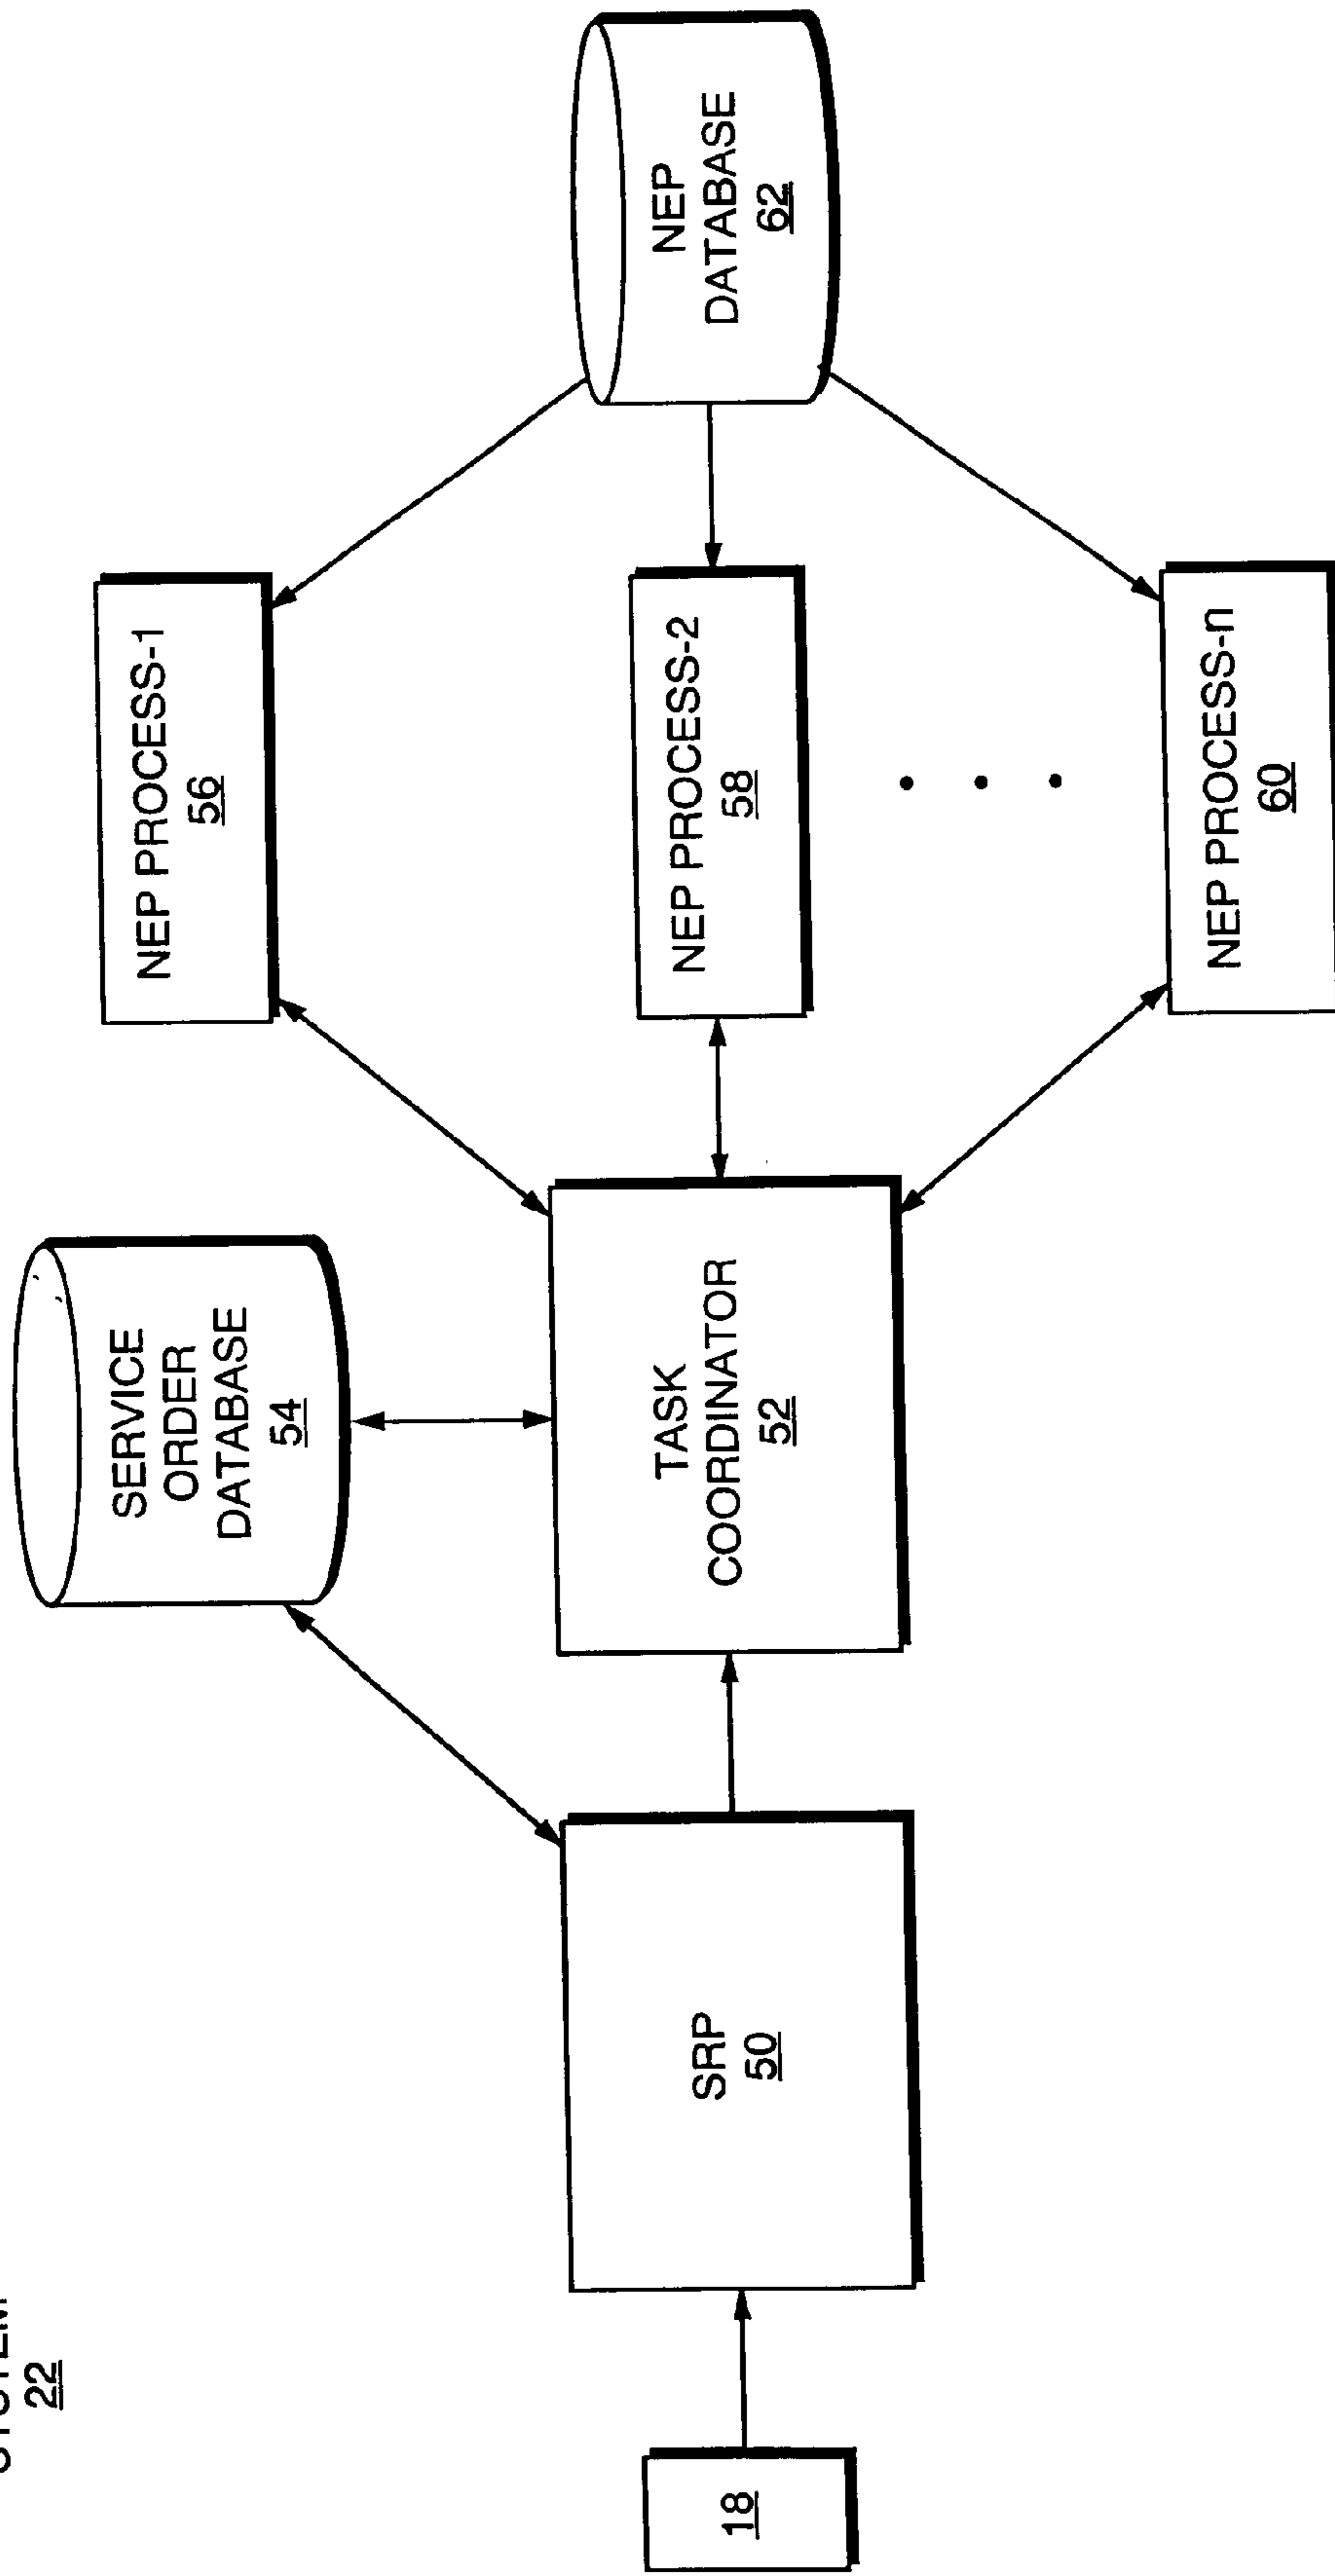 SYSTEM
22
SERVICE
ORDER
DATABASE
54
NEP PROCESS-1
56
18
SRP
50
TASK
COORDINATOR
52
NEP PROCESS-2
58
NEP
DATABASE
62
NEP PROCESS-n
60